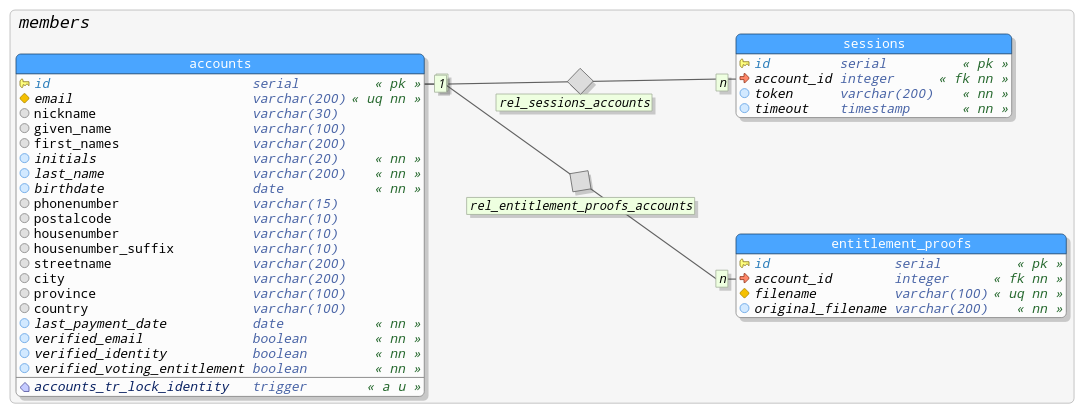 members
accounts
id serial « pk »
email varchar(200) « uq nn »
nickname varchar(30)
given_name varchar(100)
first_names varchar(200)
initials varchar(20) « nn »
last_name varchar(200) « nn »
birthdate date « nn »
phonenumber varchar(15)
postalcode varchar(10)
housenumber varchar(10)
housenumber_suffix varchar(10)
streetname varchar(200)
city varchar(200)
province varchar(100)
country varchar(100)
last_payment_date date « nn »
verified_email boolean « nn »
verified_identity boolean « nn »
verified_voting_entitlement boolean « nn »
accounts_tr_lock_identity trigger « a u »
1
rel_sessions_accounts
n
rel_entitlement_proofs_accounts
n
sessions
id serial « pk »
account_id integer « fk nn »
token varchar(200) « nn »
timeout timestamp « nn »
entitlement_proofs
id serial « pk »
account_id integer « fk nn »
filename varchar(100) « uq nn »
original_filename varchar(200) « nn »